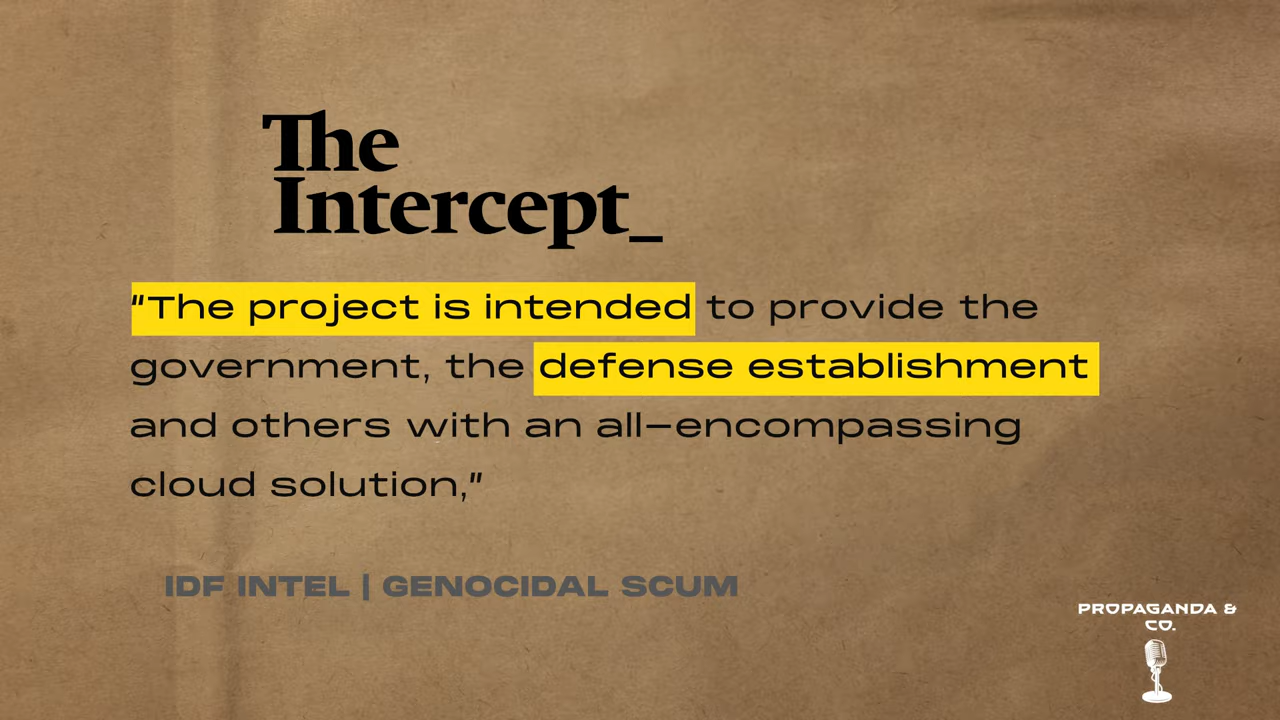 The
Intercept_
“The project is intended to provide the
government, the defense establishment
and others with an all–encompassing
cloud solution,”
IDF INTEL | GENOCIDAL SCUM
PROPAGANDA &
CO.